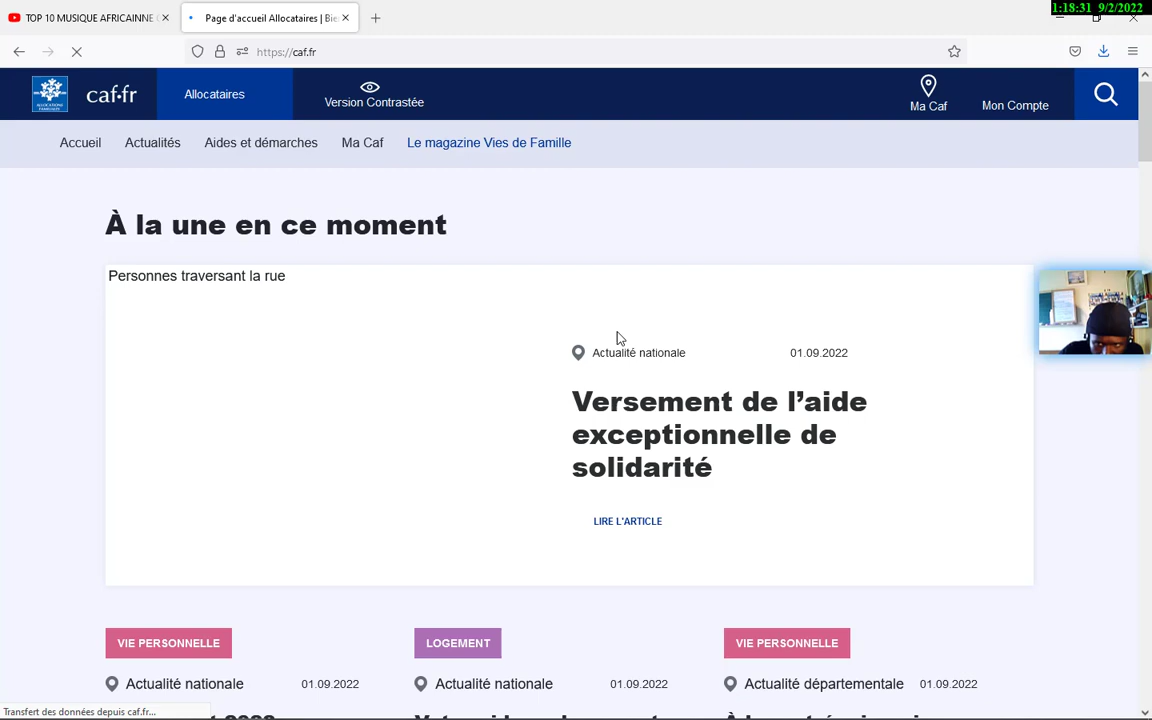 1:18:31 9/2/2022
TOP 10 MUSIQUE AFRICAINNE
Page d'accueil Allocataires | Bie
https://caf.fr
ALLOCATIONS FAMILIALES
caf.fr
Allocataires
Version Contrastée
Ma Caf
Mon Compte
Accueil
Actualités
Aides et démarches
Ma Caf
Le magazine Vies de Famille
À la une en ce moment
Personnes traversant la rue
Actualité nationale
01.09.2022
Versement de l'aide
exceptionnelle de
solidarité
LIRE L'ARTICLE
VIE PERSONNELLE
LOGEMENT
VIE PERSONNELLE
Actualité nationale
01.09.2022
Actualité nationale
01.09.2022
Actualité départementale
01.09.2022
Transfert des données depuis caf.fr...